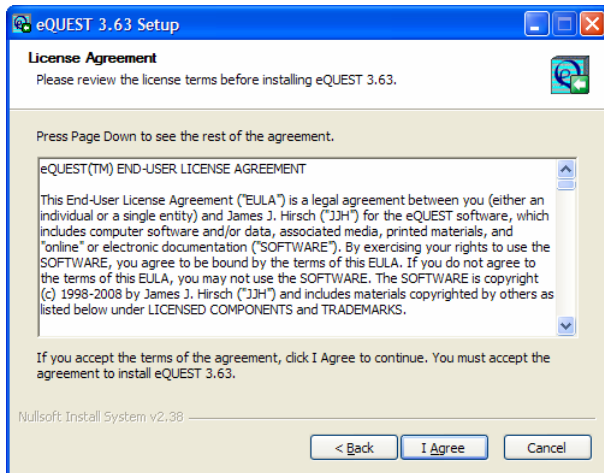 eQUEST 3.63 Setup
License Agreement
Please review the license terms before installing eQUEST 3.63.
Press Page Down to see the rest of the agreement.
eQUEST(TM) END-USER LICENSE AGREEMENT
This End-User License Agreement ("EULA") is a legal agreement between you (either an
individual or a single entity) and James J. Hirsch ("JJH") for the eQUEST software, which
includes computer software and/or data, associated media, printed materials, and
"online" or electronic documentation ("SOFTWARE"). By exercising your rights to use the
SOFTWARE, you agree to be bound by the terms of this EULA. If you do not agree to
the terms of this EULA, you may not use the SOFTWARE. The SOFTWARE is copyright
(c) 1998-2008 by James J. Hirsch ("JJH") and includes materials copyrighted by others as
listed below under LICENSED COMPONENTS and TRADEMARKS.
If you accept the terms of the agreement, click I Agree to continue. You must accept the
agreement to install eQUEST 3.63.
Nullsoft Install System v2.38
< Back I Agree Cancel